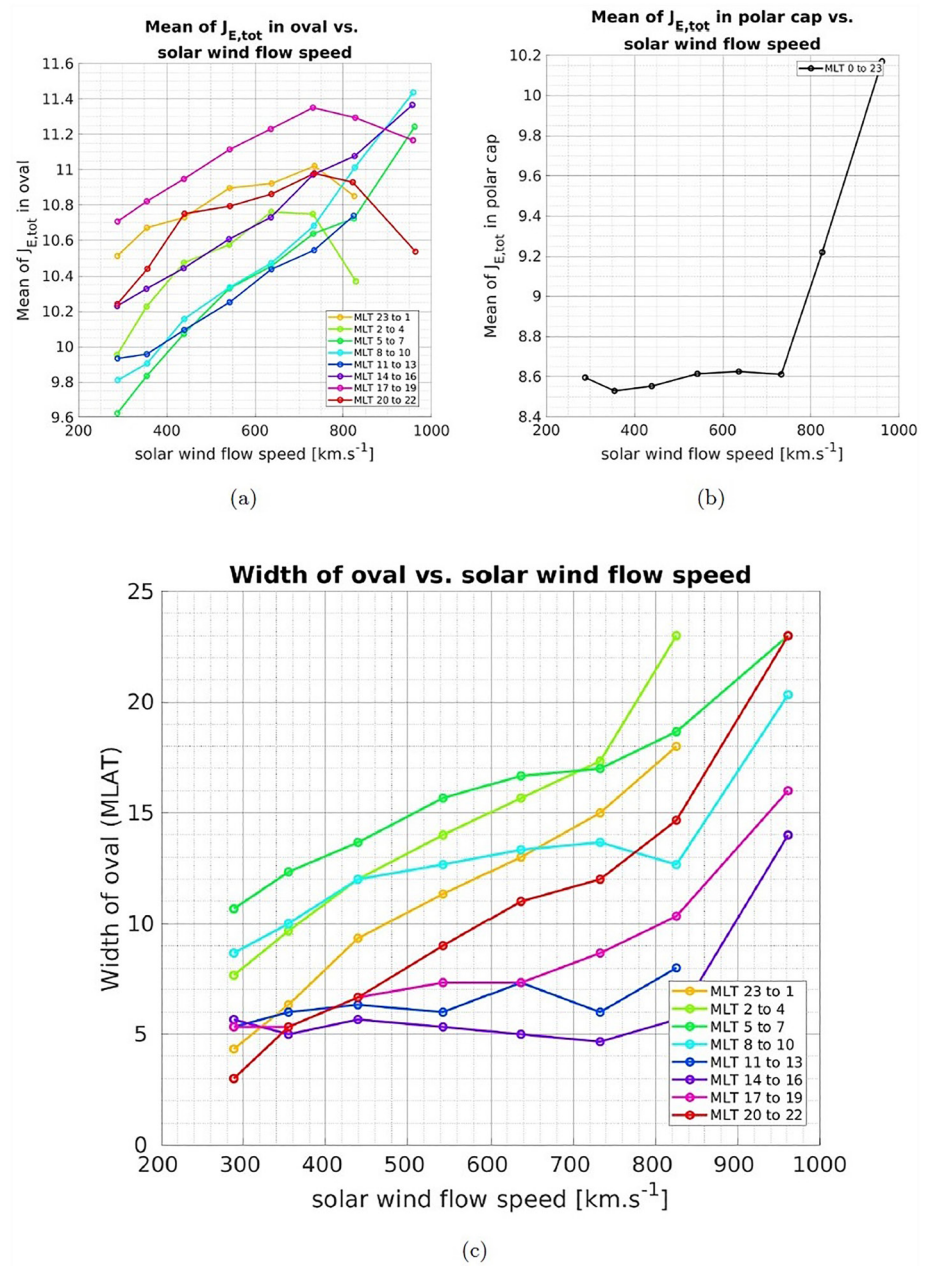 Mean of J_E,tot in oval vs.
solar wind flow speed
11.6
11.4
11.2
11
10.8
10.6
10.4
10.2
10
9.8
9.6
Mean of J_E,tot in oval
200
400
600
800
1000
solar wind flow speed [km.s^-1]
MLT 23 to 1
MLT 2 to 4
MLT 5 to 7
MLT 8 to 10
MLT 11 to 13
MLT 14 to 16
MLT 17 to 19
MLT 20 to 22
(a)
Mean of J_E,tot in polar cap vs.
solar wind flow speed
10.2
10
9.8
9.6
9.4
9.2
9
8.8
8.6
8.4
Mean of J_E,tot in polar cap
MLT 0 to 23
200
400
600
800
1000
solar wind flow speed [km.s^-1]
(b)
Width of oval vs. solar wind flow speed
25
20
15
10
5
0
Width of oval (MLAT)
MLT 23 to 1
MLT 2 to 4
MLT 5 to 7
MLT 8 to 10
MLT 11 to 13
MLT 14 to 16
MLT 17 to 19
MLT 20 to 22
200
300
400
500
600
700
800
900
1000
solar wind flow speed [km.s^-1]
(c)